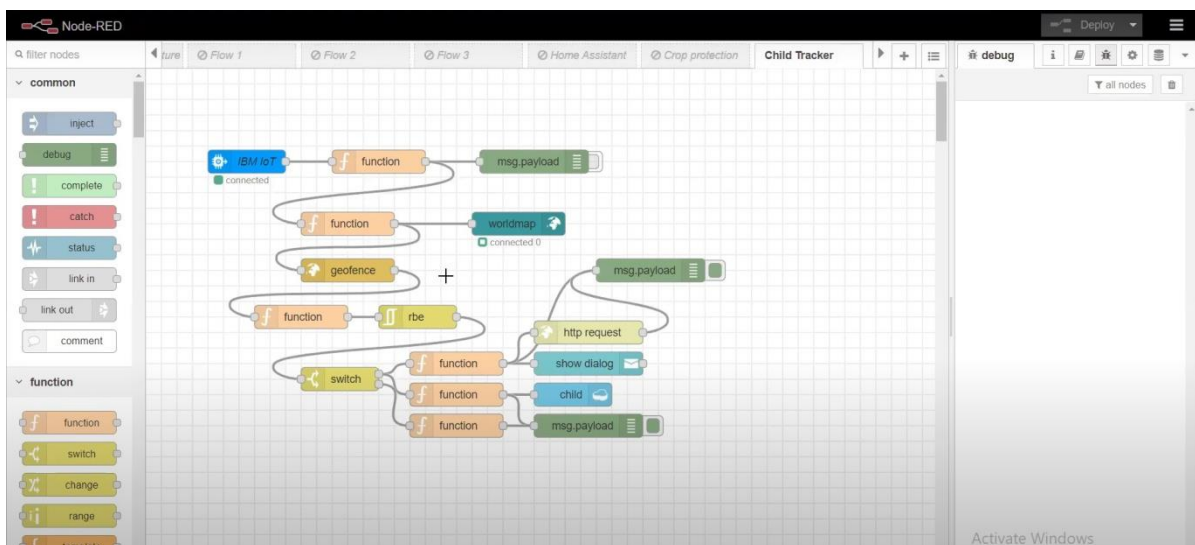 Node-RED
Deploy
filter nodes
ture
Flow 1
Flow 2
Flow 3
Home Assistant
Crop protection
Child Tracker
debug
i
all nodes
common
inject
debug
complete
catch
status
link in
link out
comment
function
function
switch
change
range
IBM IoT
connected
function
msg.payload
function
worldmap
connected 0
geofence
msg.payload
function
rbe
http request
function
show dialog
switch
function
child
function
msg.payload
Activate Windows